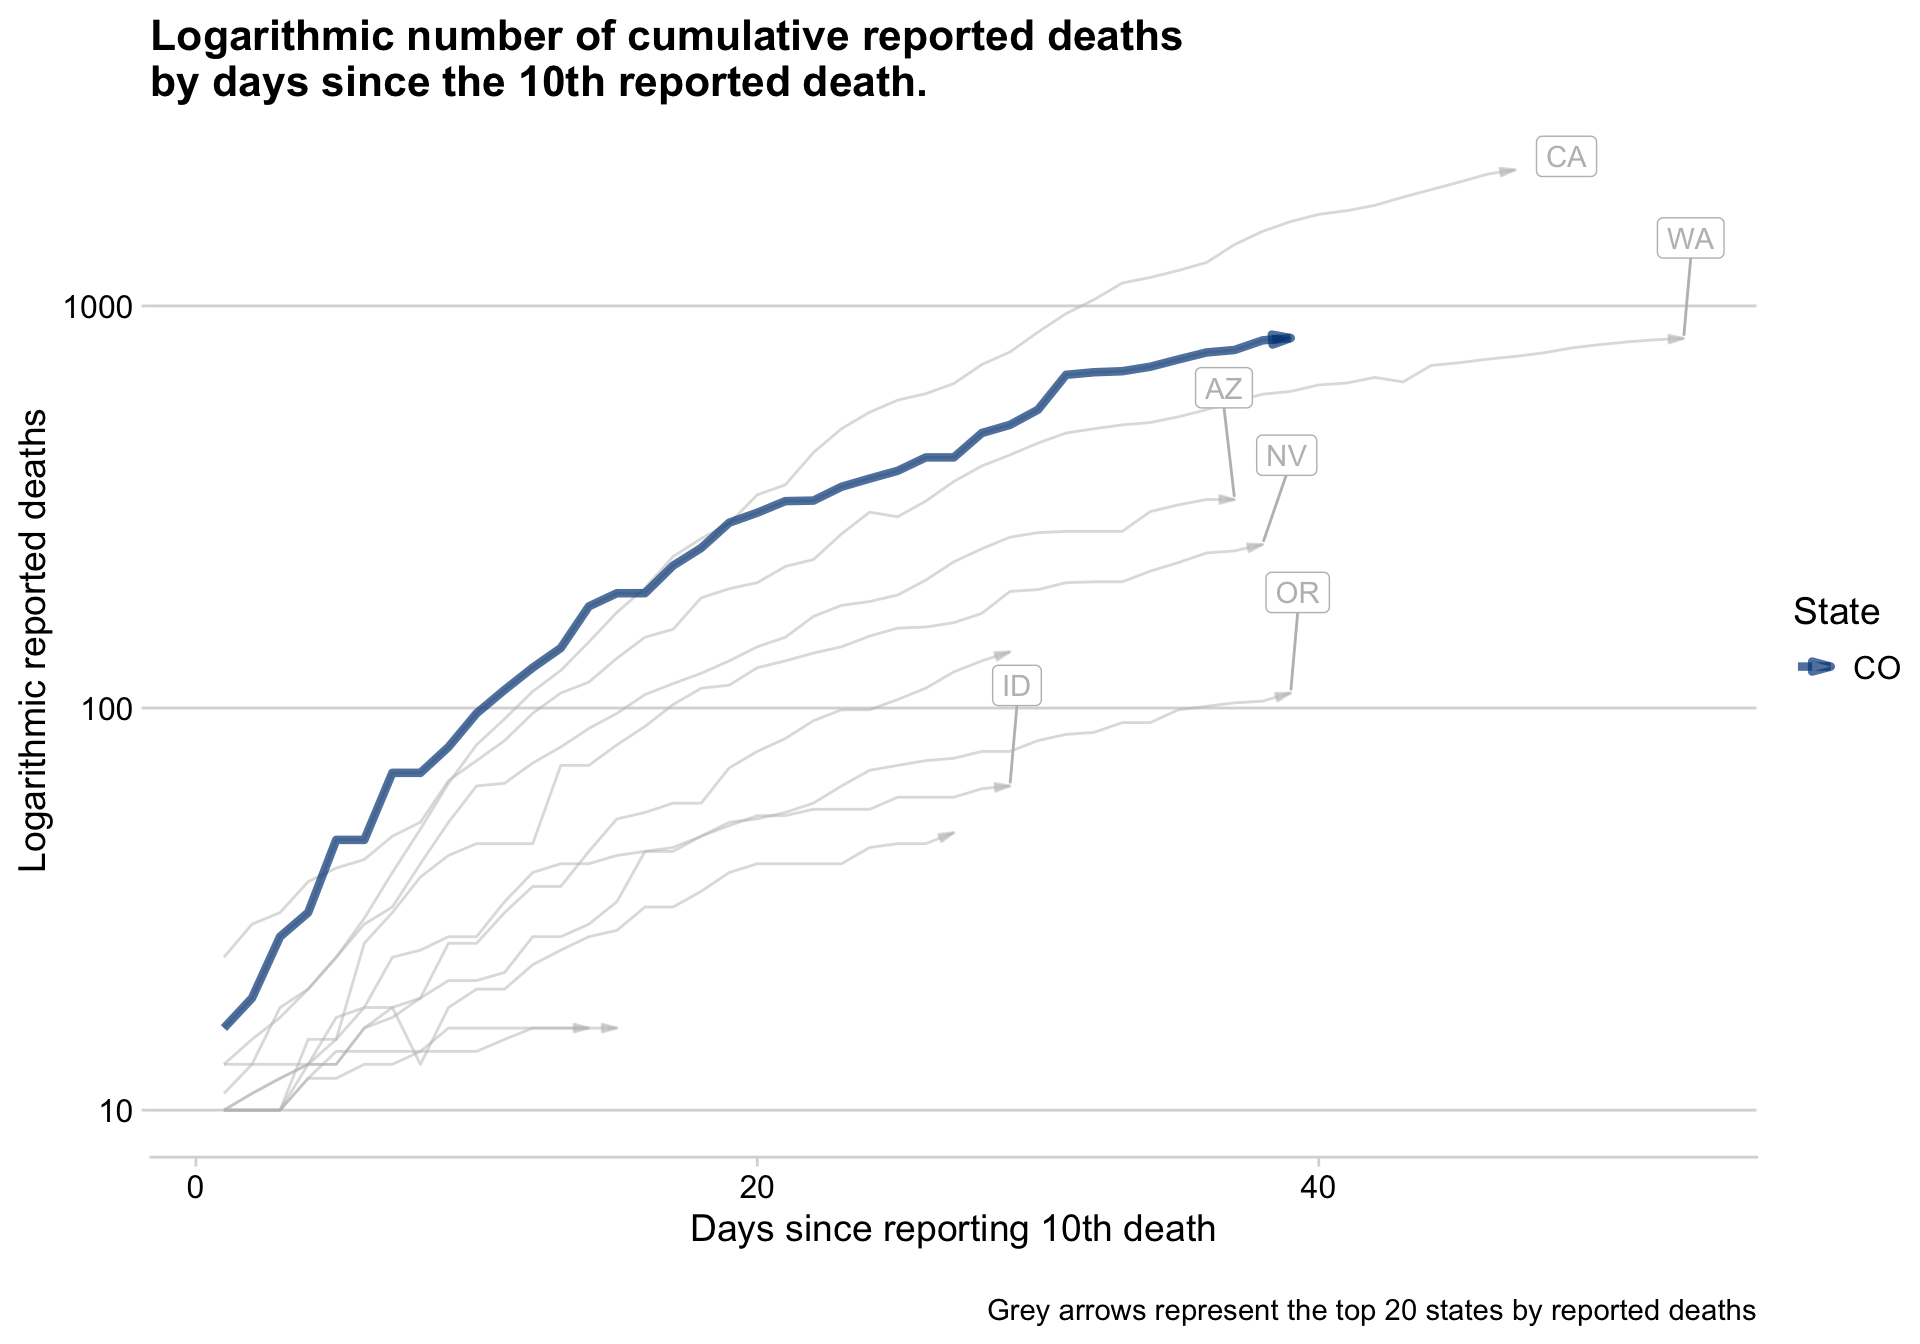 Logarithmic number of cumulative reported deaths
by days since the 10th reported death.
CA
WA
1000
AZ
NV
OR
ID
100
10
Logarithmic reported deaths
State
CO
0 20 40
Days since reporting 10th death
Grey arrows represent the top 20 states by reported deaths